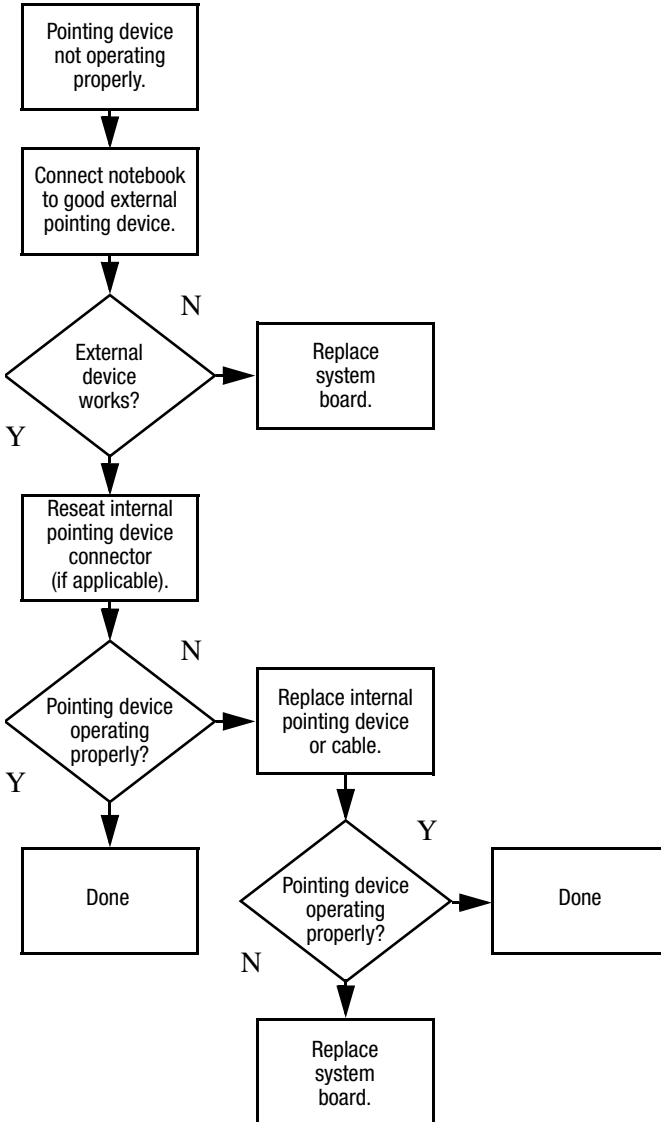 Pointing device
not operating
properly.
Connect notebook
to good external
pointing device.
N
External
device
works?
Replace
system
board.
Y
Reseat internal
pointing device
connector
(if applicable).
N
Pointing device
operating
properly?
Replace internal
pointing device
or cable.
Y
Y
Done
Pointing device
operating
properly?
Done
N
Replace
system
board.